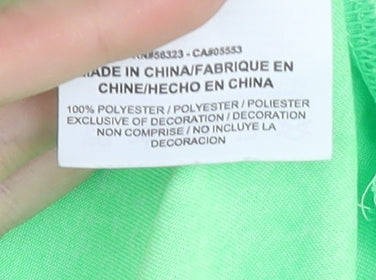 RN#56323 - CA#05553
MADE IN CHINA/FABRIQUE EN
CHINE/HECHO EN CHINA
100% POLYESTER / POLYESTER / POLIESTER
EXCLUSIVE OF DECORATION / DECORATION
NON COMPRISE / NO INCLUYE LA
DECORACION